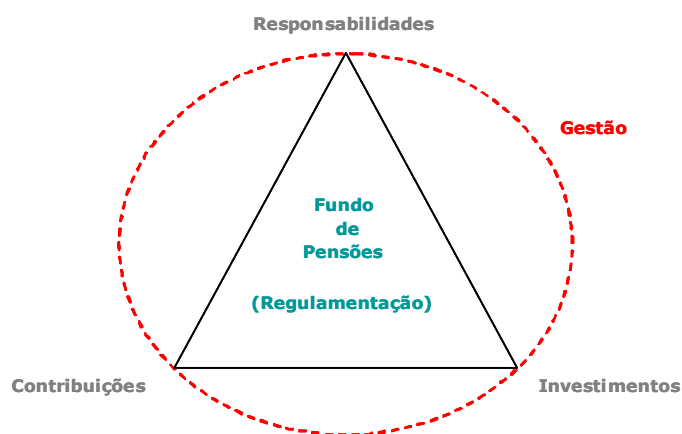 Responsabilidades
Gestão
Fundo
de
Pensões
(Regulamentação)
Contribuições
Investimentos